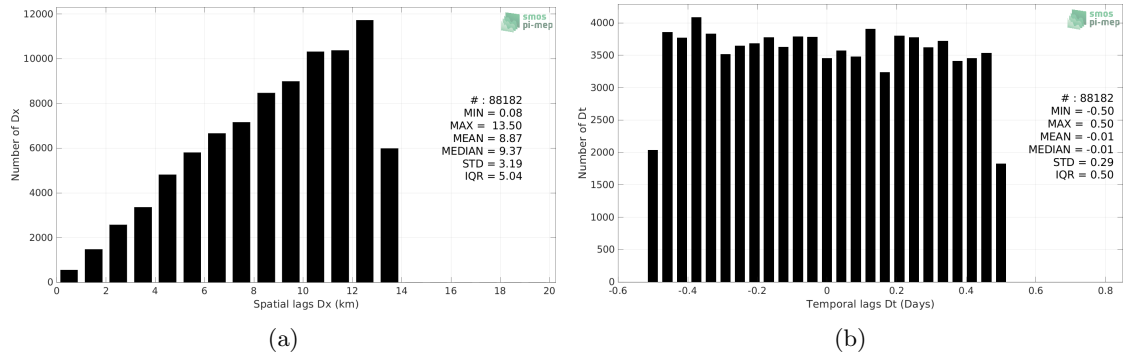 12000
10000
8000
6000
4000
2000
0
Number of Dx
0 2 4 6 8 10 12 14 16 18 20
Spatial lags Dx (km)
smos
pi-mep
# : 88182
MIN = 0.08
MAX = 13.50
MEAN = 8.87
MEDIAN = 9.37
STD = 3.19
IQR = 5.04
(a)
4000
3500
3000
2500
2000
1500
1000
500
0
Number of Dt
-0.6 -0.4 -0.2 0 0.2 0.4 0.6 0.8
Temporal lags Dt (Days)
smos
pi-mep
# : 88182
MIN = -0.50
MAX = 0.50
MEAN = -0.01
MEDIAN = -0.01
STD = 0.29
IQR = 0.50
(b)